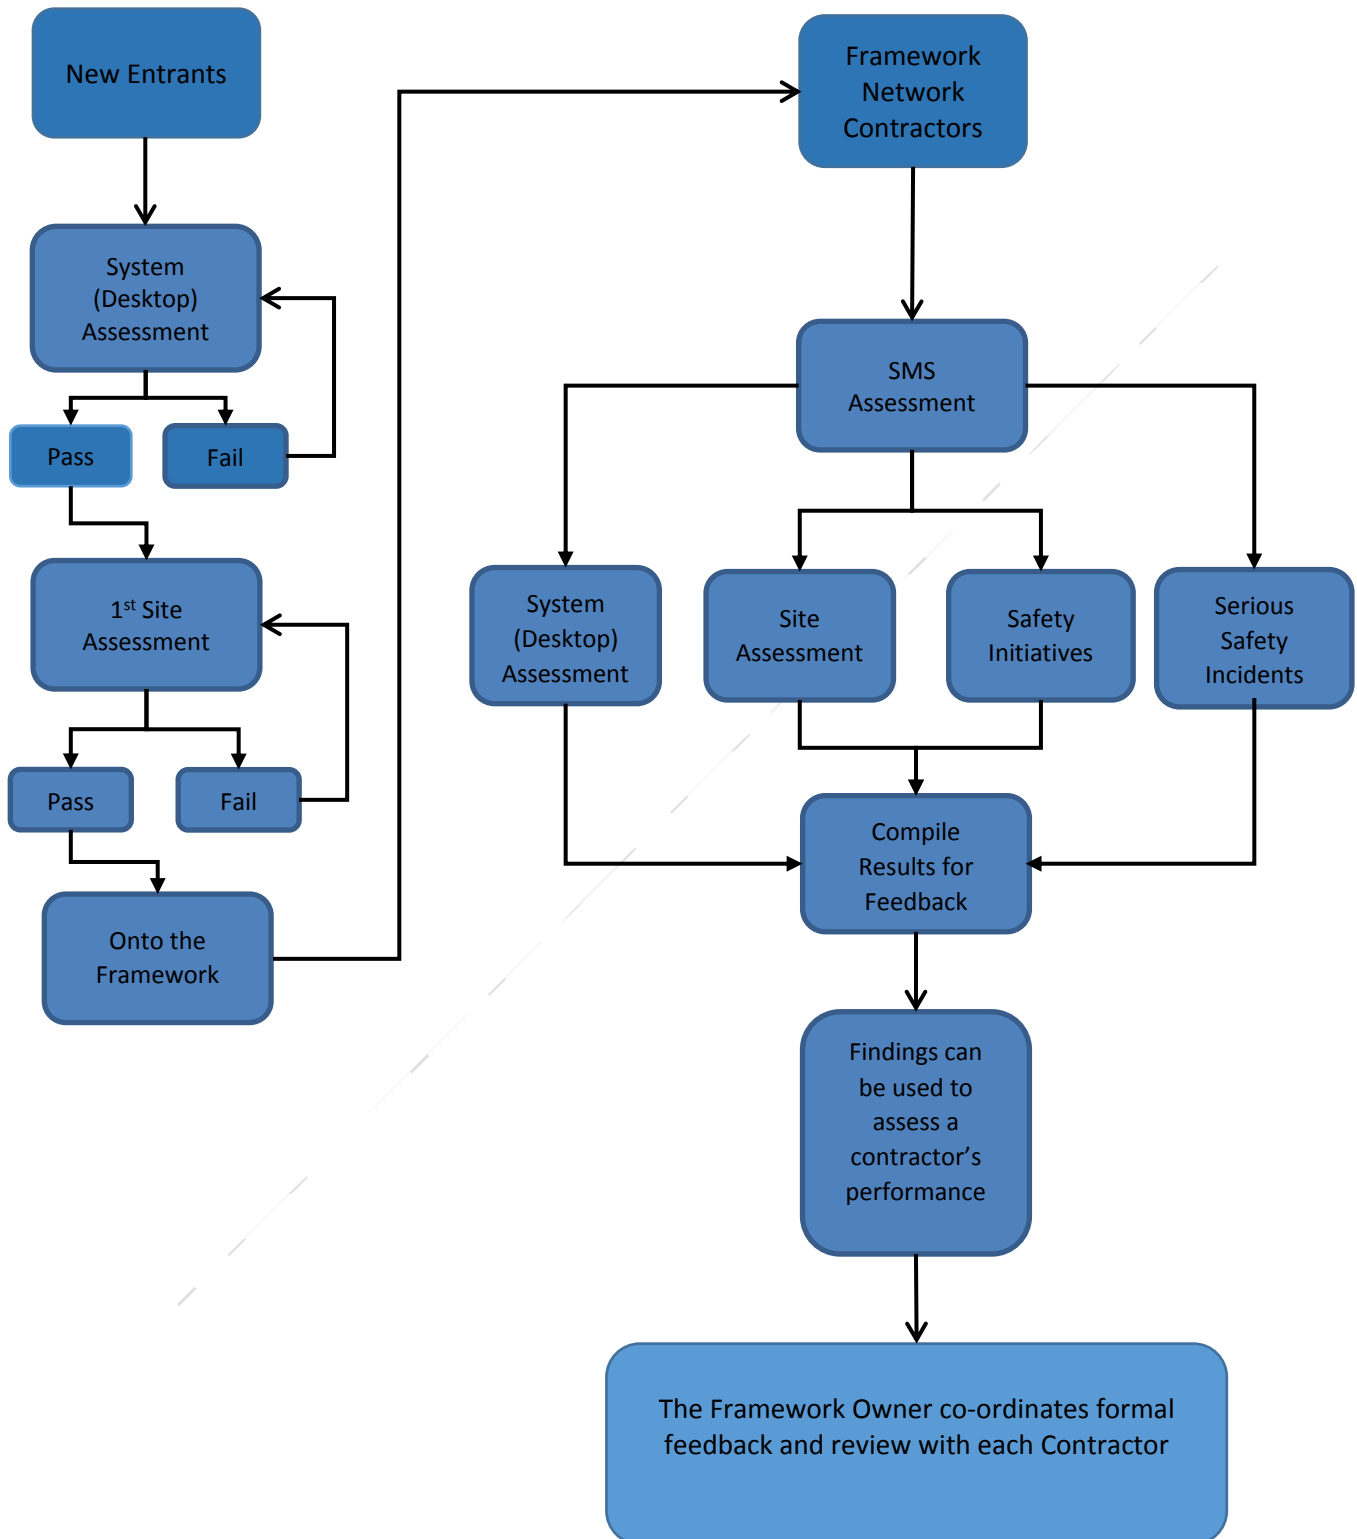 New Entrants
System
(Desktop)
Assessment
Pass
Fail
1st Site
Assessment
Pass
Fail
Onto the
Framework
Framework
Network
Contractors
SMS
Assessment
System
(Desktop)
Assessment
Site
Assessment
Safety
Initiatives
Serious
Safety
Incidents
Compile
Results for
Feedback
Findings can
be used to
assess a
contractor’s
performance
The Framework Owner co-ordinates formal
feedback and review with each Contractor